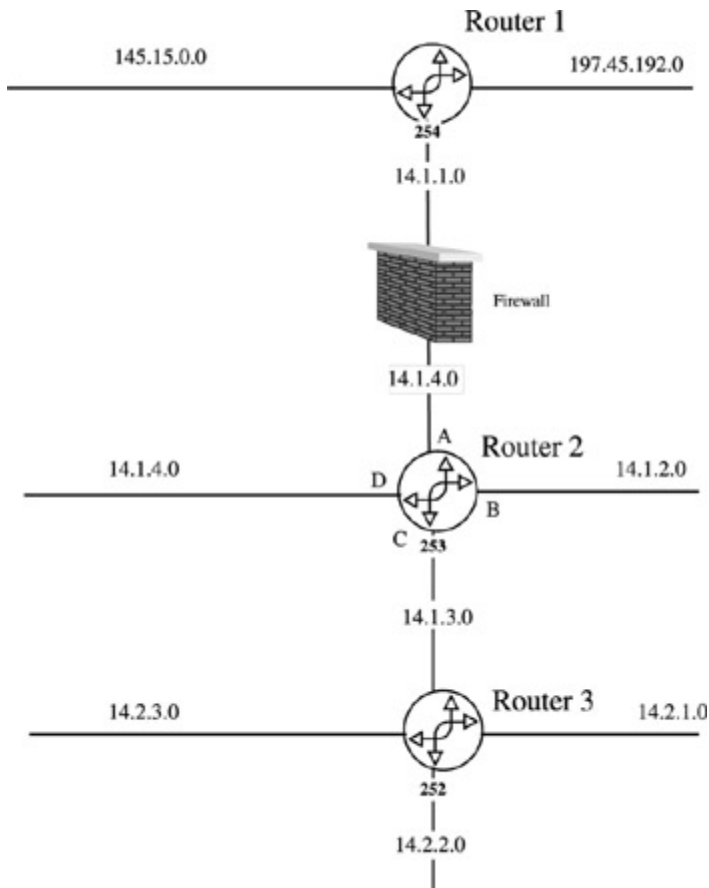 Router 1
145.15.0.0
197.45.192.0
254
14.1.1.0
Firewall
14.1.4.0
A
Router 2
14.1.4.0
D
14.1.2.0
B
C
253
14.1.3.0
Router 3
14.2.3.0
14.2.1.0
252
14.2.2.0